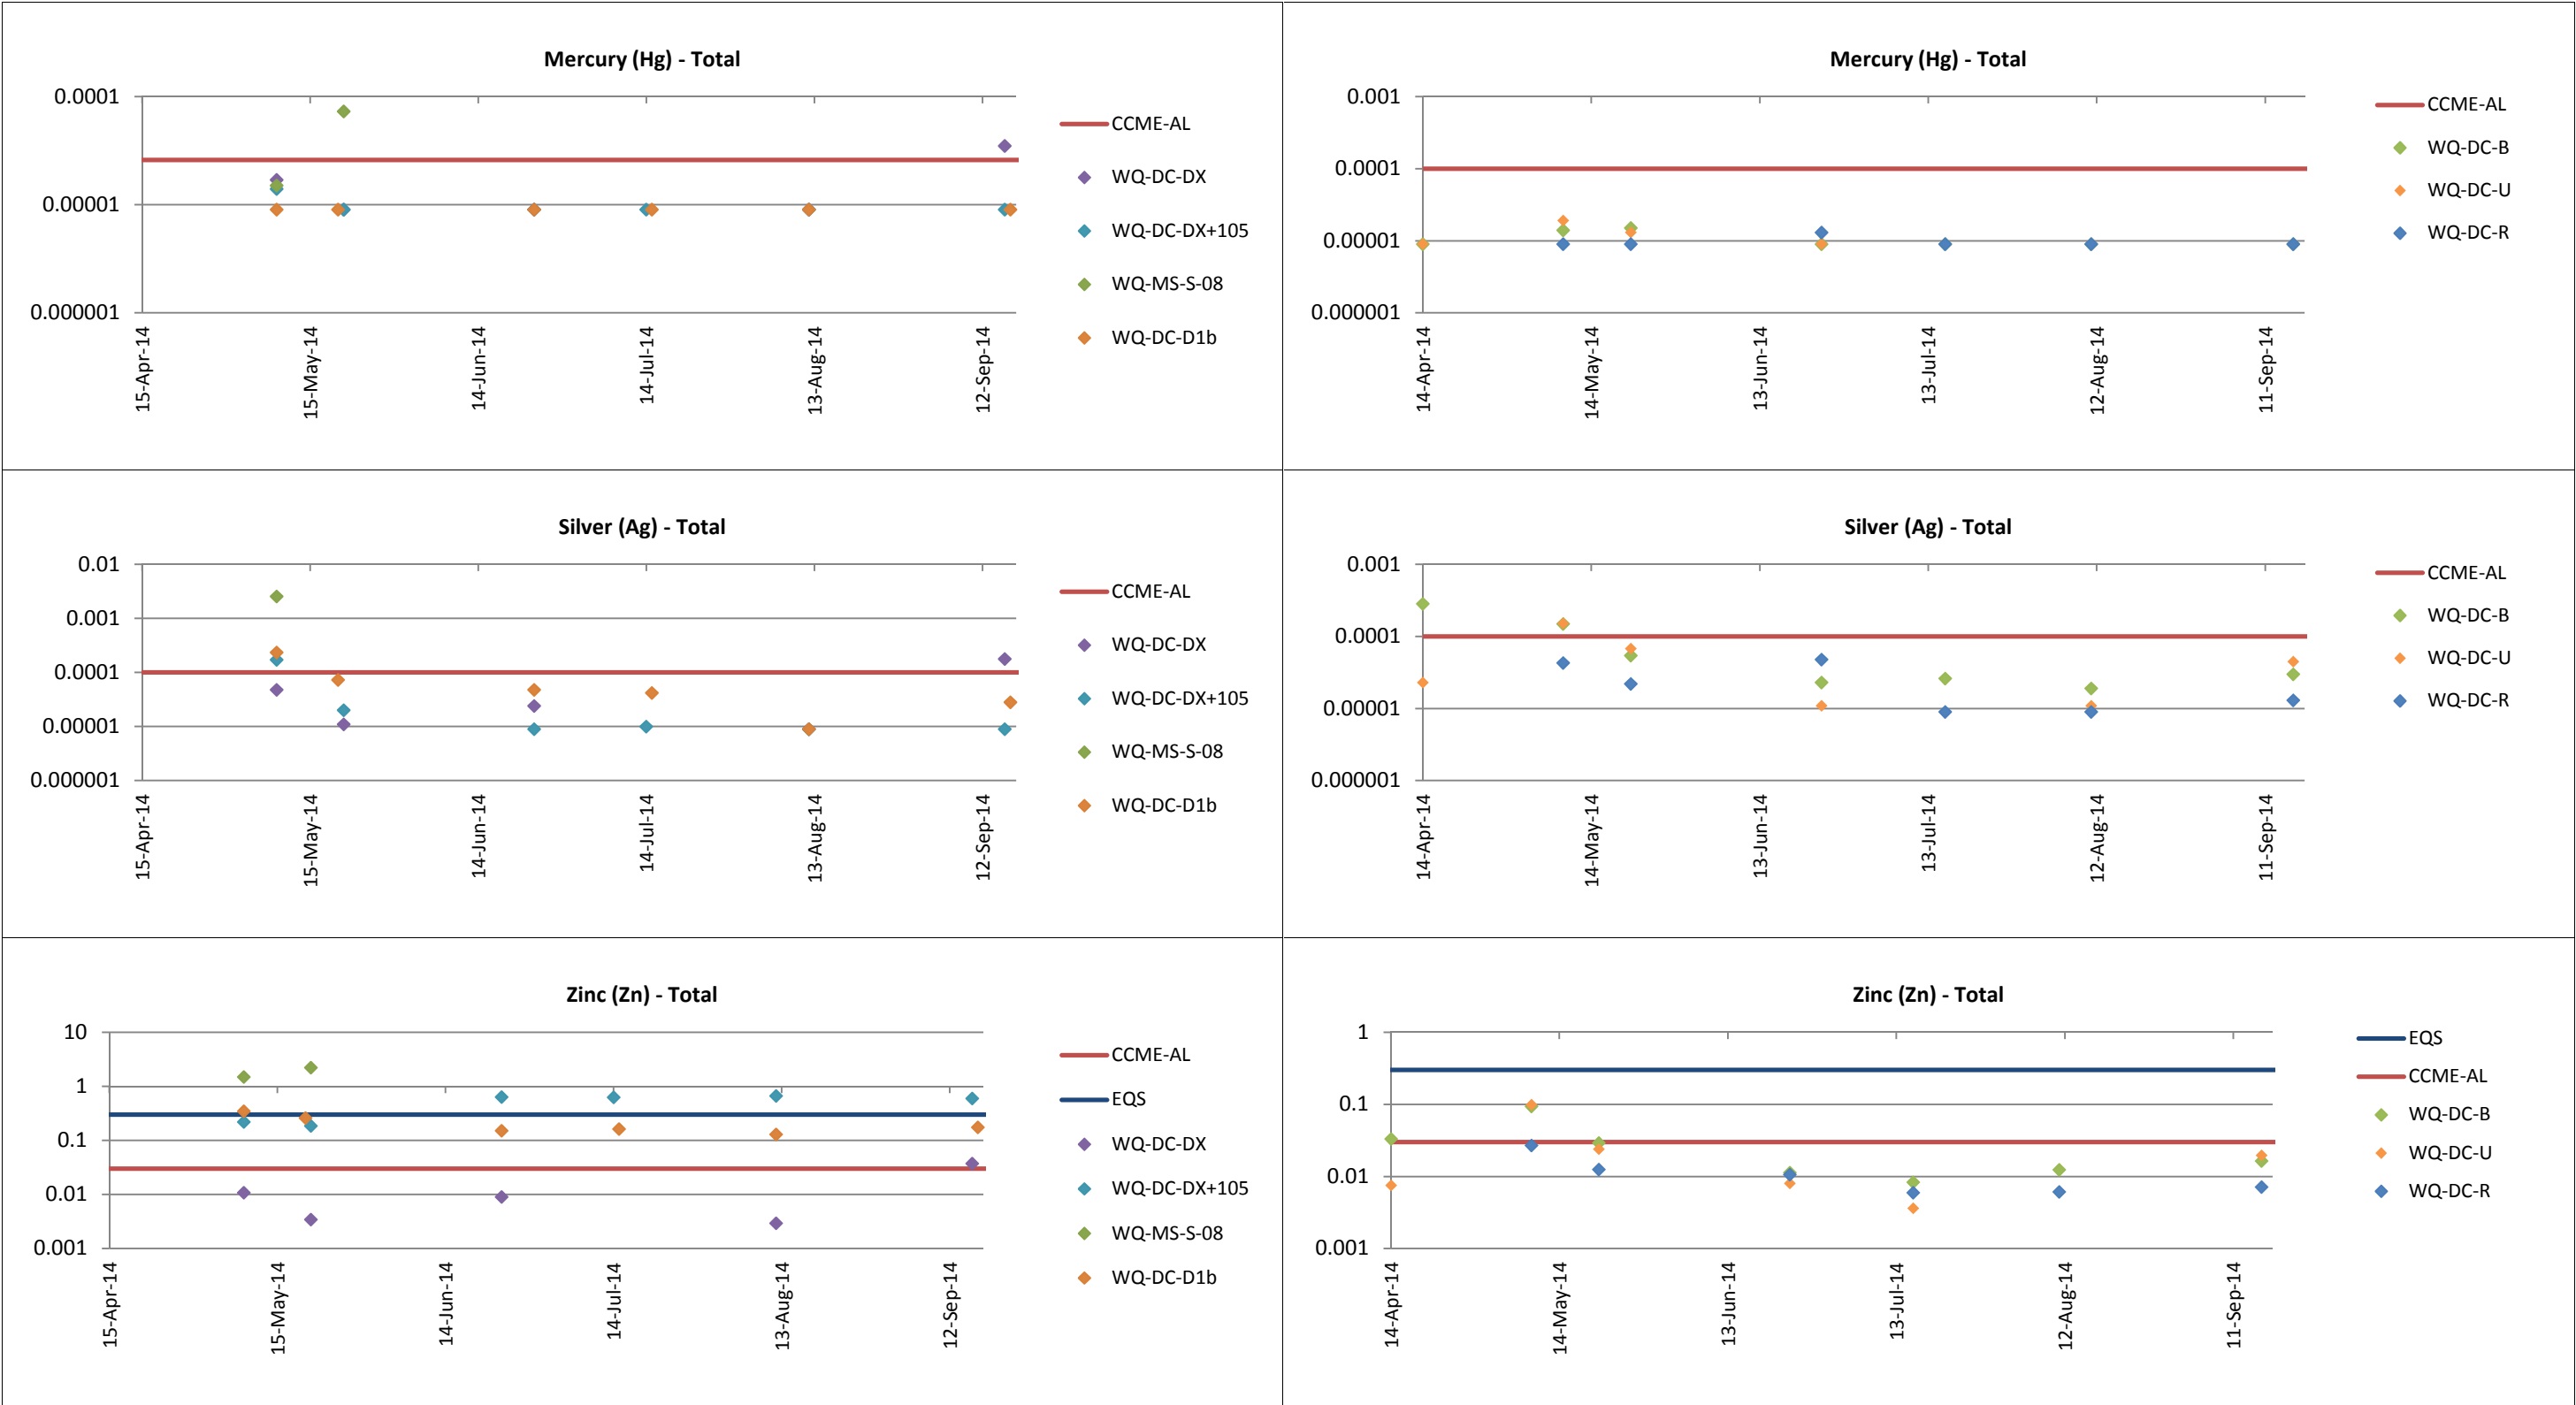 Mercury (Hg) - Total
0.0001
0.00001
0.000001
15-Apr-14
15-May-14
14-Jun-14
14-Jul-14
13-Aug-14
12-Sep-14
CCME-AL
WQ-DC-DX
WQ-DC-DX+105
WQ-MS-S-08
WQ-DC-D1b
Mercury (Hg) - Total
0.001
0.0001
0.00001
0.000001
14-Apr-14
14-May-14
13-Jun-14
13-Jul-14
12-Aug-14
11-Sep-14
CCME-AL
WQ-DC-B
WQ-DC-U
WQ-DC-R
Silver (Ag) - Total
0.01
0.001
0.0001
0.00001
0.000001
15-Apr-14
15-May-14
14-Jun-14
14-Jul-14
13-Aug-14
12-Sep-14
CCME-AL
WQ-DC-DX
WQ-DC-DX+105
WQ-MS-S-08
WQ-DC-D1b
Silver (Ag) - Total
0.001
0.0001
0.00001
0.000001
14-Apr-14
14-May-14
13-Jun-14
13-Jul-14
12-Aug-14
11-Sep-14
CCME-AL
WQ-DC-B
WQ-DC-U
WQ-DC-R
Zinc (Zn) - Total
10
1
0.1
0.01
0.001
15-Apr-14
15-May-14
14-Jun-14
14-Jul-14
13-Aug-14
12-Sep-14
CCME-AL
EQS
WQ-DC-DX
WQ-DC-DX+105
WQ-MS-S-08
WQ-DC-D1b
Zinc (Zn) - Total
1
0.1
0.01
0.001
14-Apr-14
14-May-14
13-Jun-14
13-Jul-14
12-Aug-14
11-Sep-14
EQS
CCME-AL
WQ-DC-B
WQ-DC-U
WQ-DC-R